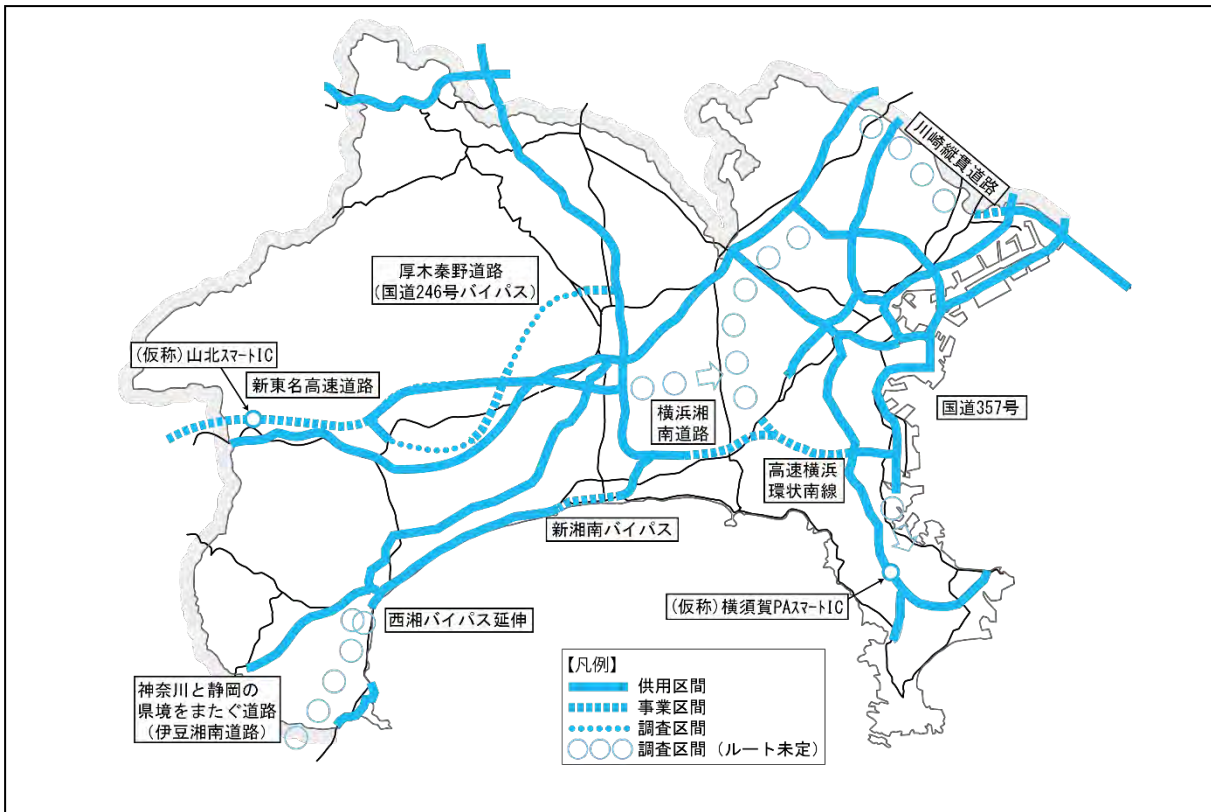 川崎縦貫道路
厚木秦野道路
(国道246号バイパス)
(仮称)山北スマートIC
新東名高速道路
横浜湘
南道路
国道357号
高速横浜
環状南線
新湘南バイパス
(仮称)横須賀PAスマートIC
西湘バイパス延伸
神奈川と静岡の
県境をまたぐ道路
(伊豆湘南道路)
【凡例】
供用区間
事業区間
調査区間
調査区間 (ルート未定)